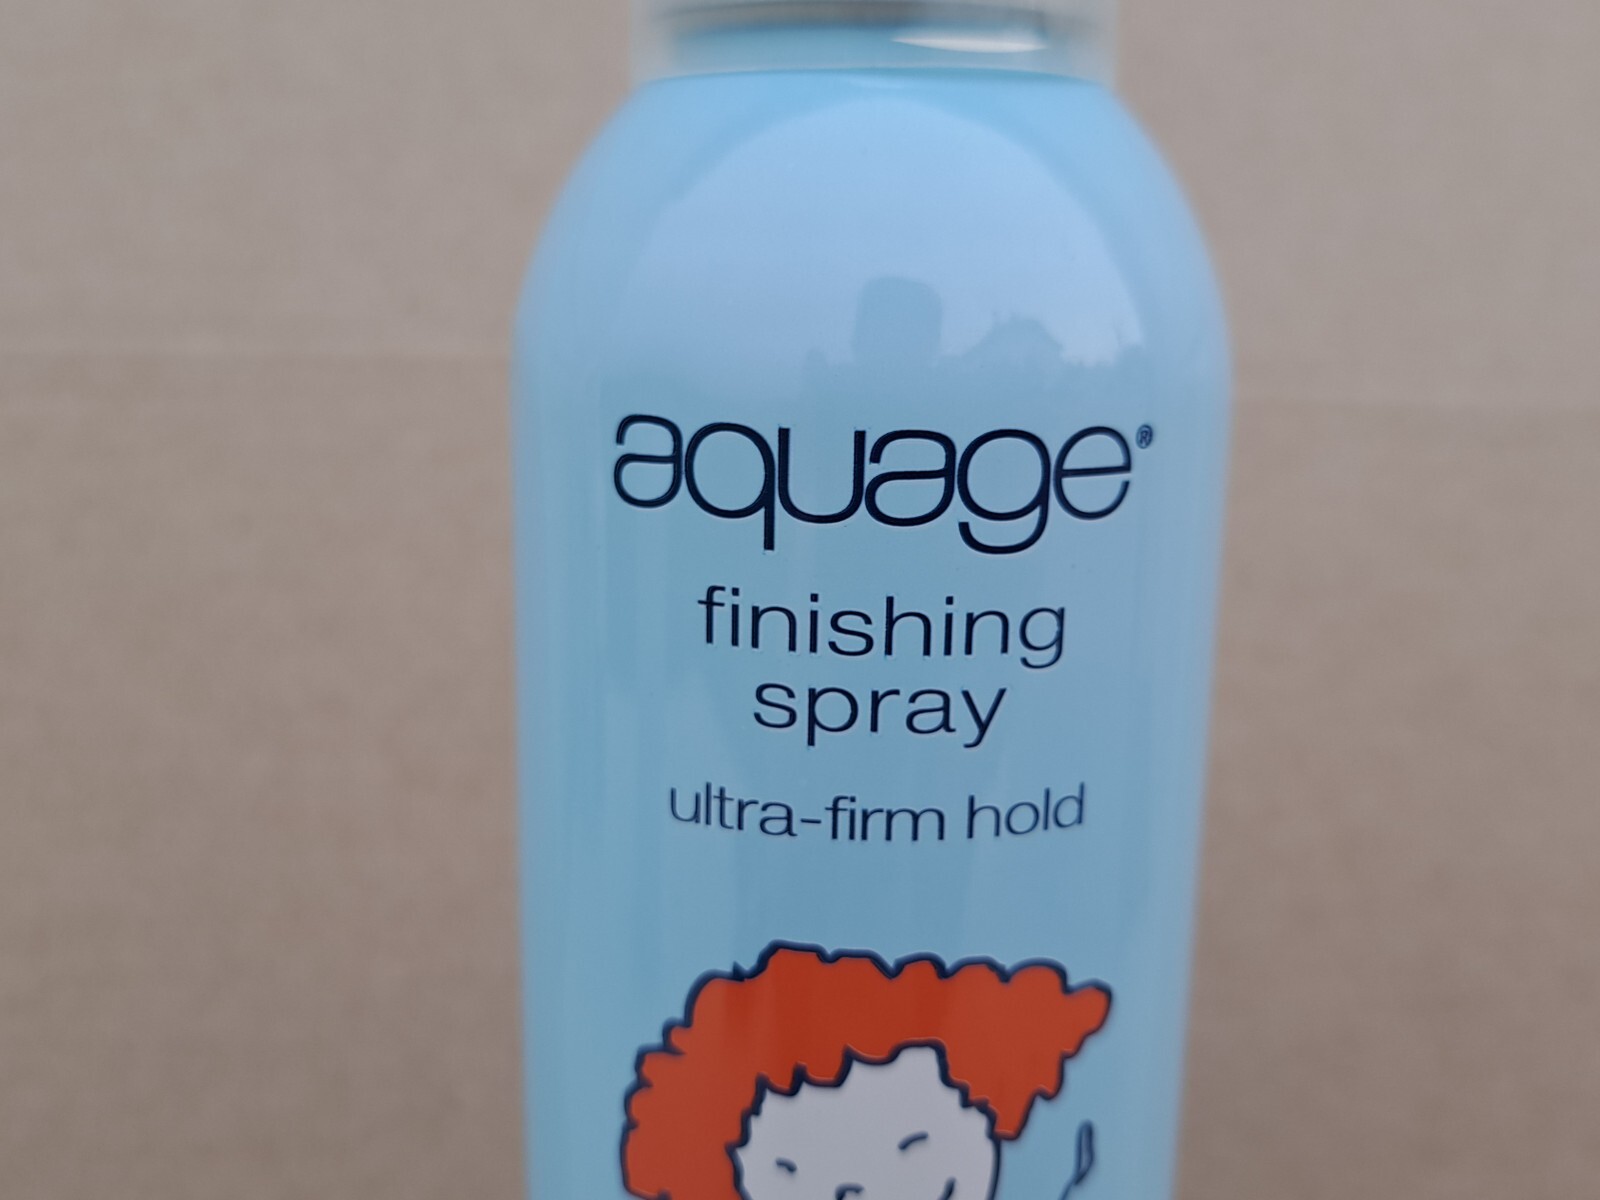 aquage®
finishing
spray
ultra-firm hold